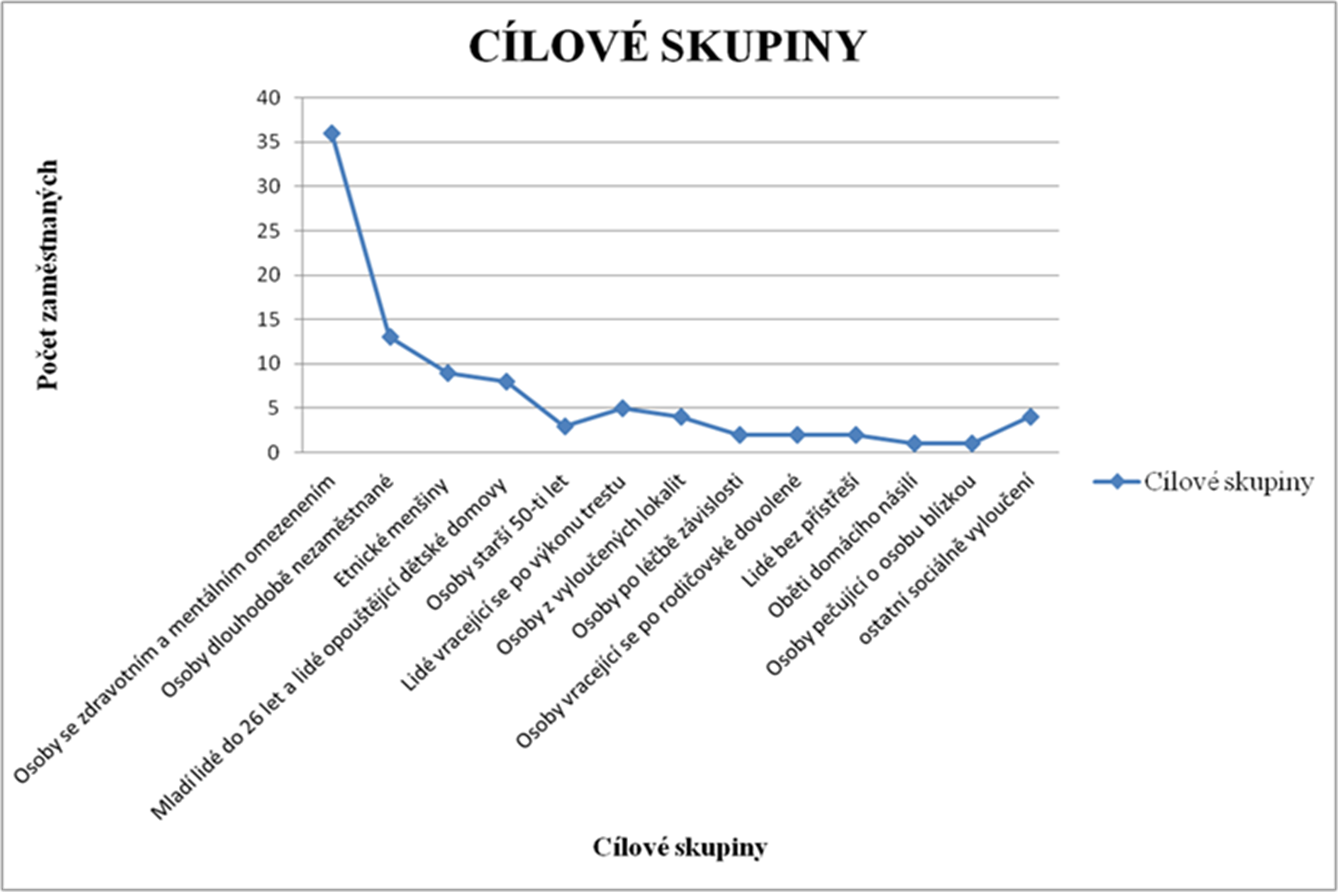 CÍLOVÉ SKUPINY
Počet zaměstnaných
40
35
30
25
20
15
10
5
0
Osoby se zdravotním a mentálním omezením
Osoby dlouhodobě nezaměstnané
Etnické menšiny
Mladí lidé do 26 let a lidé opouštějící dětské domovy
Osoby starší 50-ti let
Lidé vracející se po výkonu trestu
Osoby z vyloučených lokalit
Osoby po léčbě závislosti
Osoby vracející se po rodičovské dovolené
Lidé bez přístřeší
Oběti domácího násilí
Osoby pečující o osobu blízkou
ostatní sociálně vyloučení
Cílové skupiny
Cílové skupiny